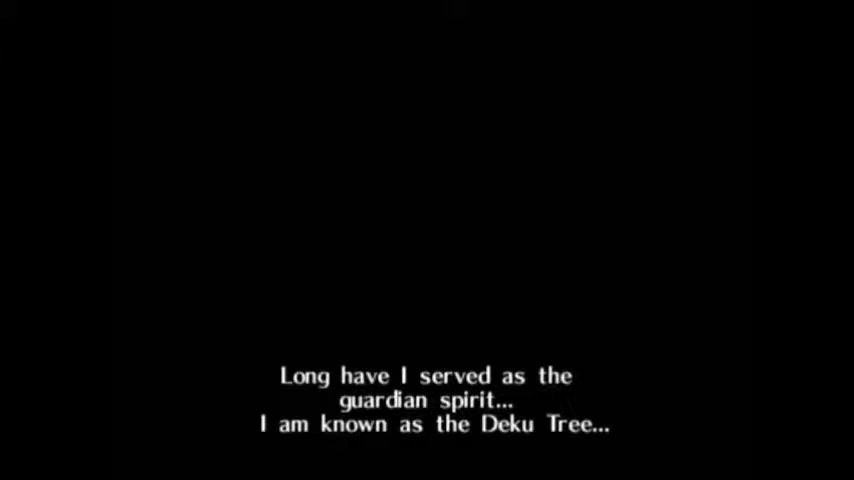 Long have I served as the
guardian spirit...
I am known as the Deku Tree...